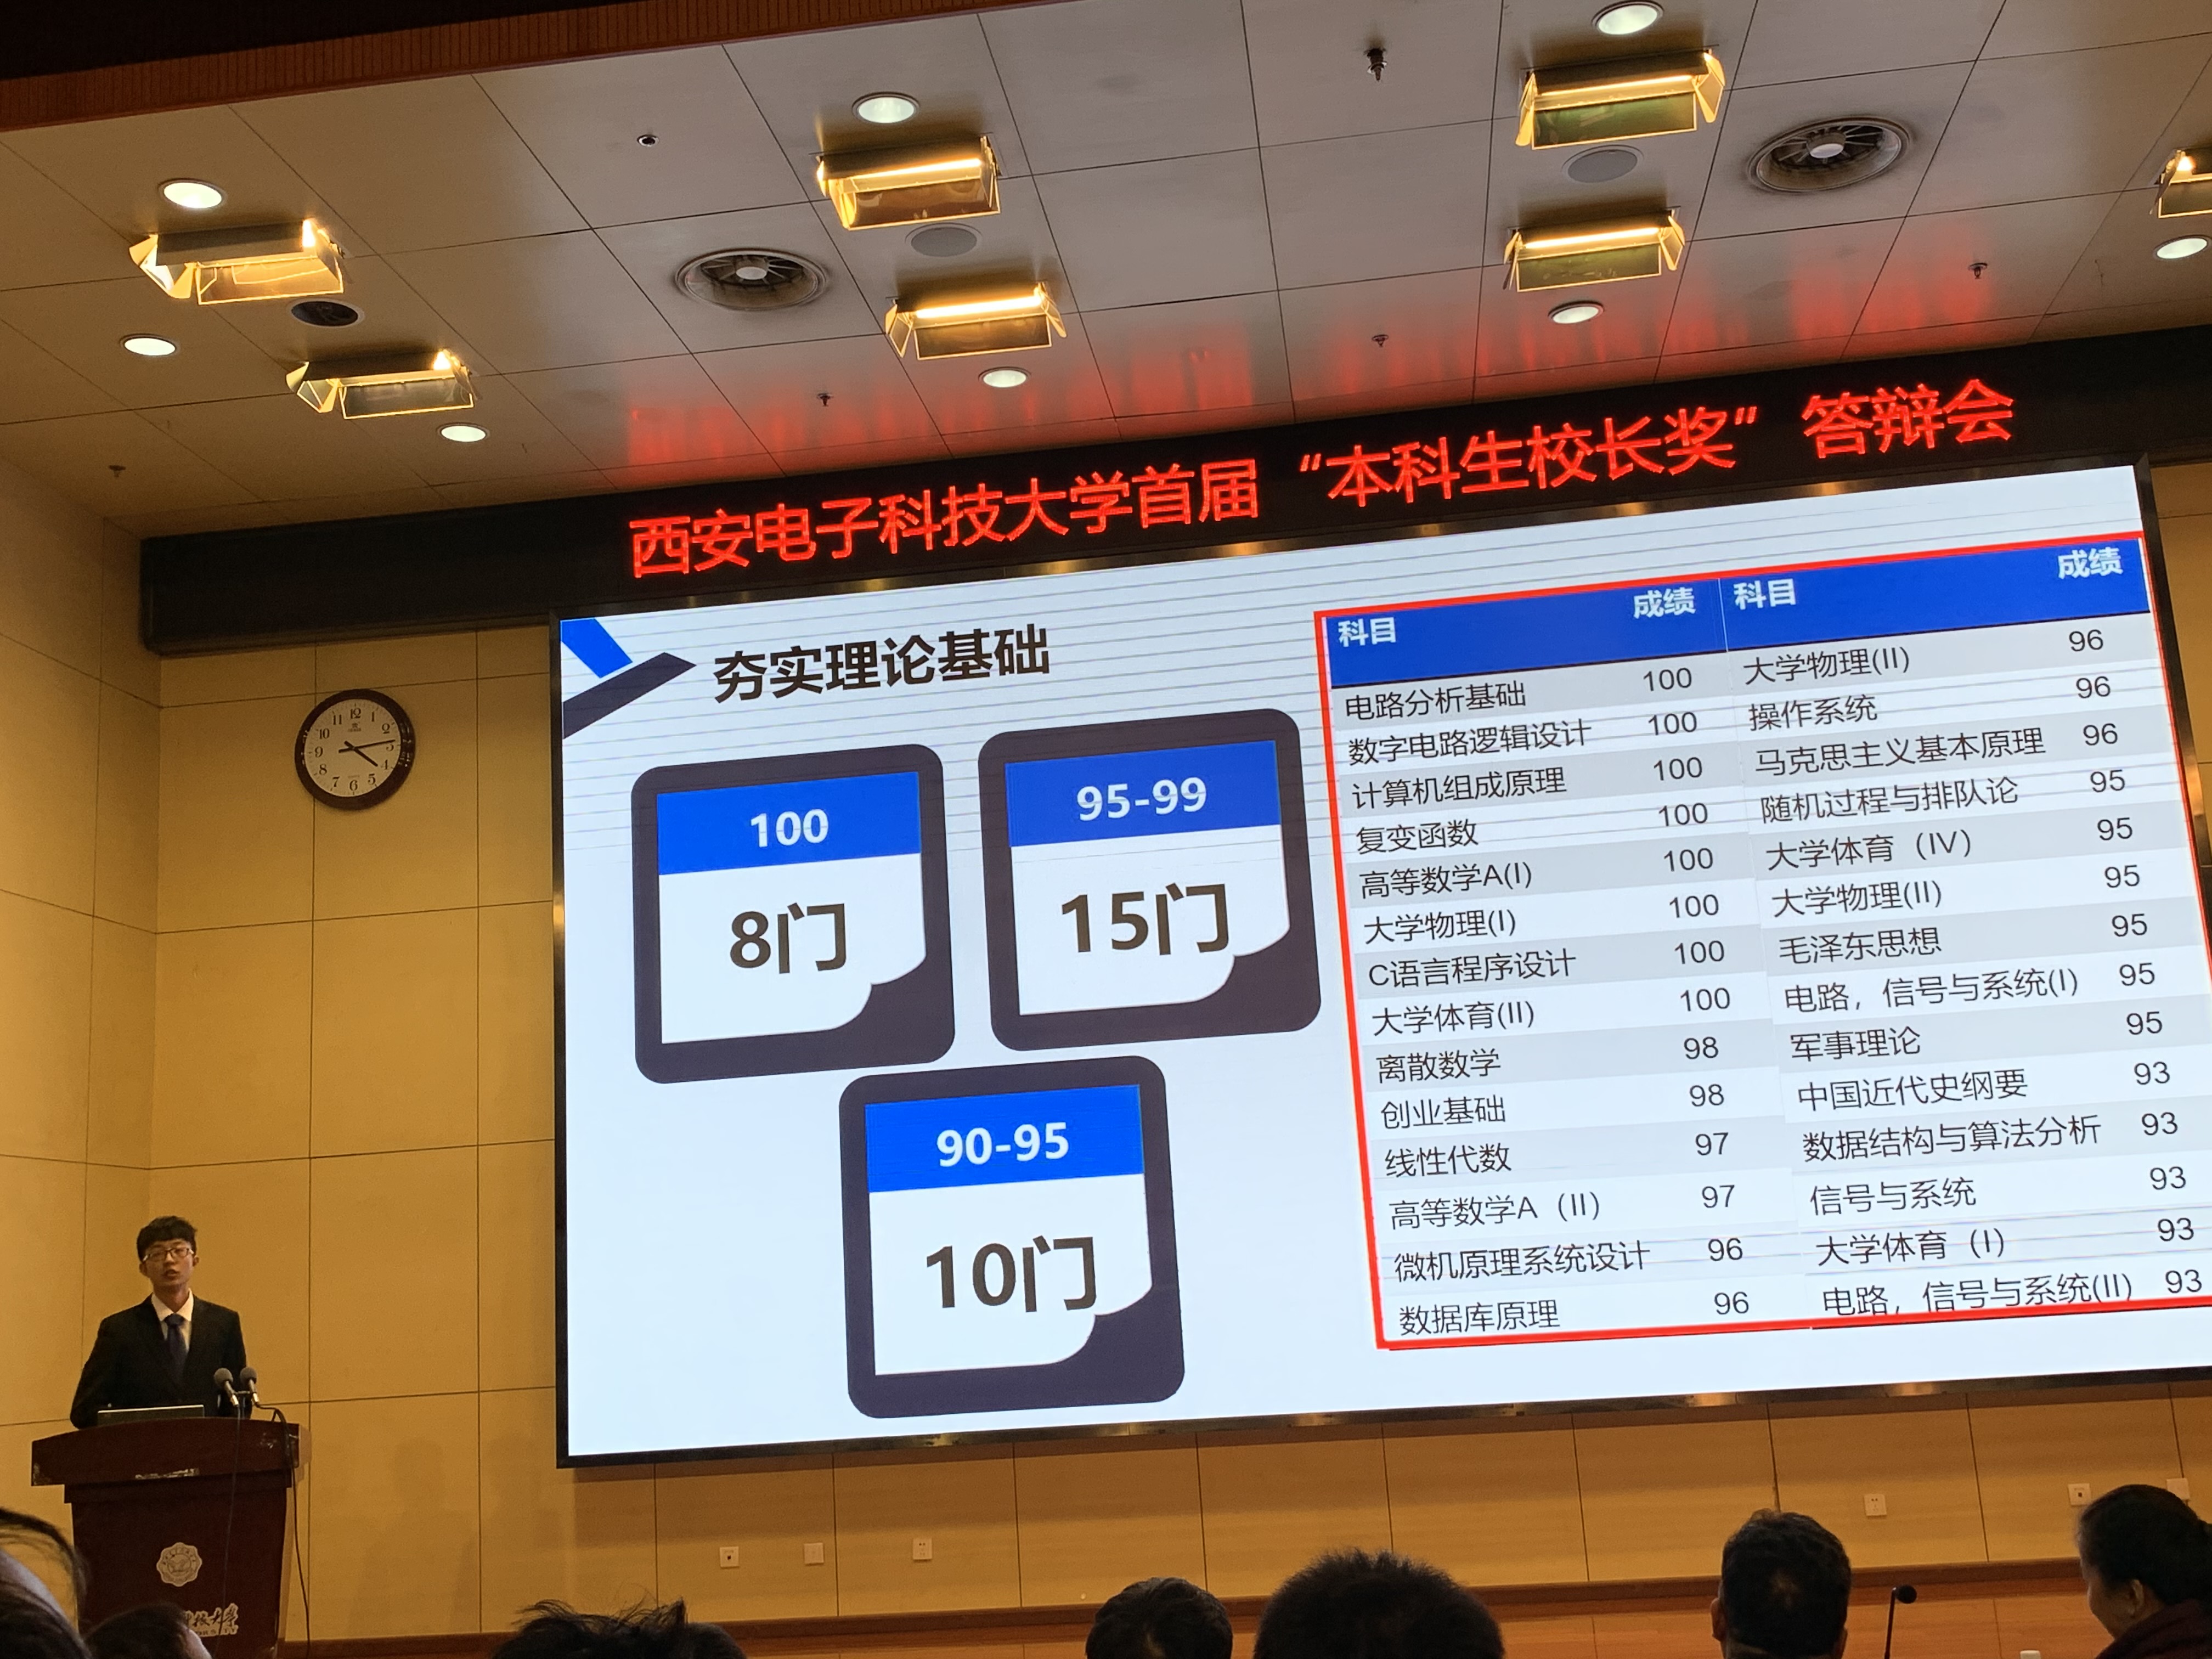 西安电子科技大学首届“本科生校长奖”答辩会
夯实理论基础
100
8门
95-99
15门
90-95
10门
科目 成绩 科目 成绩
电路分析基础 100 大学物理(II) 96
数字电路逻辑设计 100 操作系统 96
计算机组成原理 100 马克思主义基本原理 96
复变函数 100 随机过程与排队论 95
高等数学A(I) 100 大学体育（IV） 95
大学物理(I) 100 大学物理(II) 95
C语言程序设计 100 毛泽东思想 95
大学体育(II) 100 电路，信号与系统(I) 95
离散数学 98 军事理论 95
创业基础 98 中国近代史纲要 93
线性代数 97 数据结构与算法分析 93
高等数学A（II） 97 信号与系统 93
微机原理系统设计 96 大学体育（I） 93
数据库原理 96 电路，信号与系统(II) 93
12
1
2
3
4
5
6
7
8
9
10
11